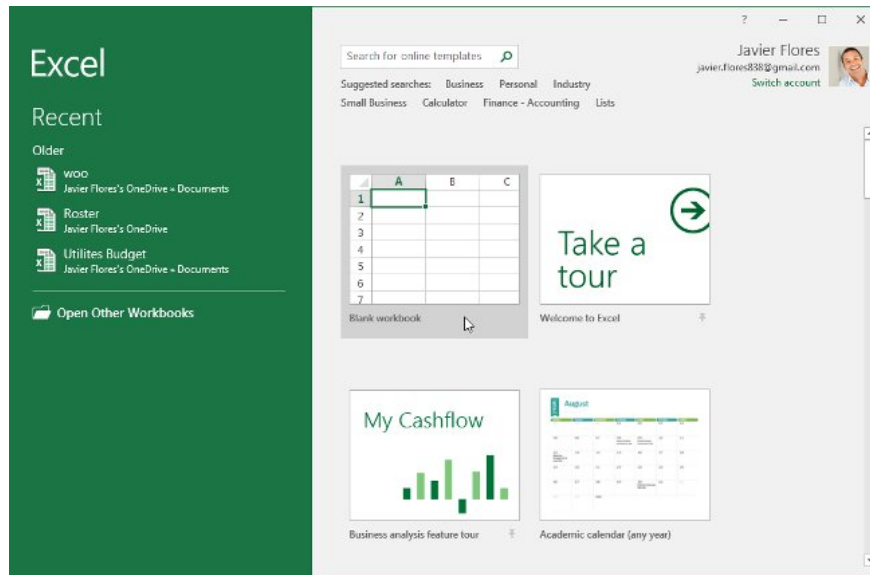 Excel
Recent
Older
woo
Javier Flores's OneDrive » Documents
Roster
Javier Flores's OneDrive
Utilites Budget
Javier Flores's OneDrive » Documents
Open Other Workbooks
?
Javier Flores
javier.flores838@gmail.com
Switch account
Search for online templates
Suggested searches: Business Personal Industry
Small Business Calculator Finance - Accounting Lists
A B C
1
2
3
4
5
6
7
Blank workbook
Take a
tour
Welcome to Excel
My Cashflow
Business analysis feature tour
August
Academic calendar (any year)